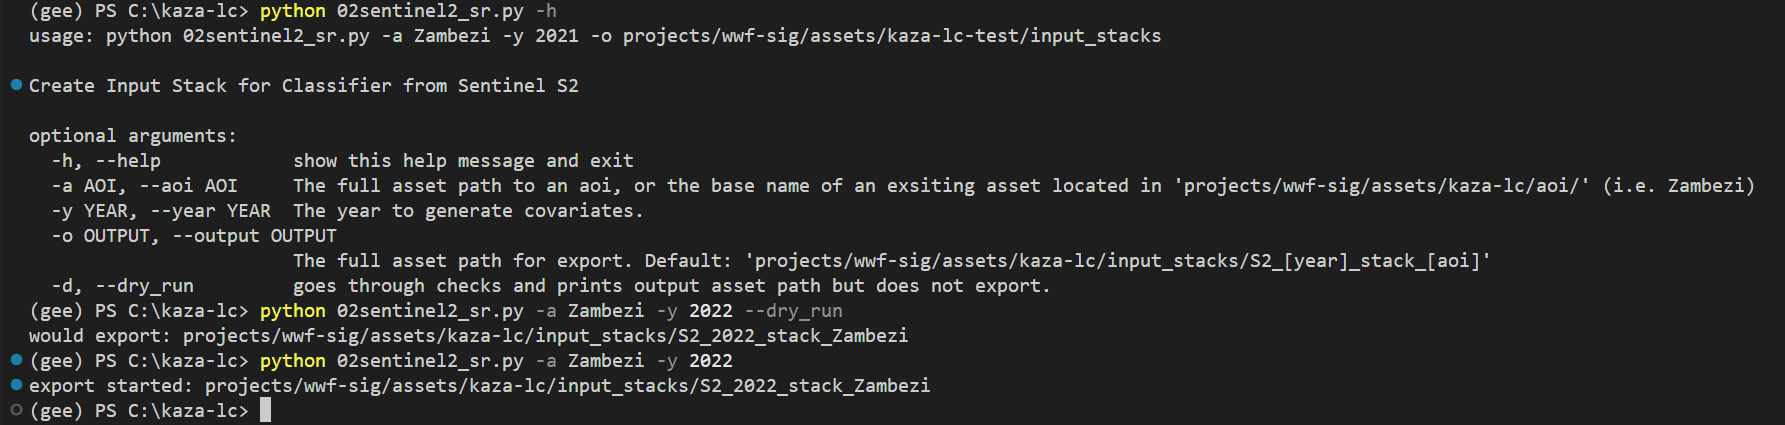 (gee) PS C:\kaza-lc> python 02sentinel2_sr.py -h
usage: python 02sentinel2_sr.py -a Zambezi -y 2021 -o projects/wwf-sig/assets/kaza-lc-test/input_stacks
Create Input Stack for Classifier from Sentinel S2
optional arguments:
-h, --help show this help message and exit
-a AOI, --aoi AOI The full asset path to an aoi, or the base name of an exsiting asset located in 'projects/wwf-sig/assets/kaza-lc/aoi/' (i.e. Zambezi)
-y YEAR, --year YEAR The year to generate covariates.
-o OUTPUT, --output OUTPUT
The full asset path for export. Default: 'projects/wwf-sig/assets/kaza-lc/input_stacks/S2_[year]_stack_[aoi]'
-d, --dry_run goes through checks and prints output asset path but does not export.
(gee) PS C:\kaza-lc> python 02sentinel2_sr.py -a Zambezi -y 2022 --dry_run
would export: projects/wwf-sig/assets/kaza-lc/input_stacks/S2_2022_stack_Zambezi
(gee) PS C:\kaza-lc> python 02sentinel2_sr.py -a Zambezi -y 2022
export started: projects/wwf-sig/assets/kaza-lc/input_stacks/S2_2022_stack_Zambezi
(gee) PS C:\kaza-lc>